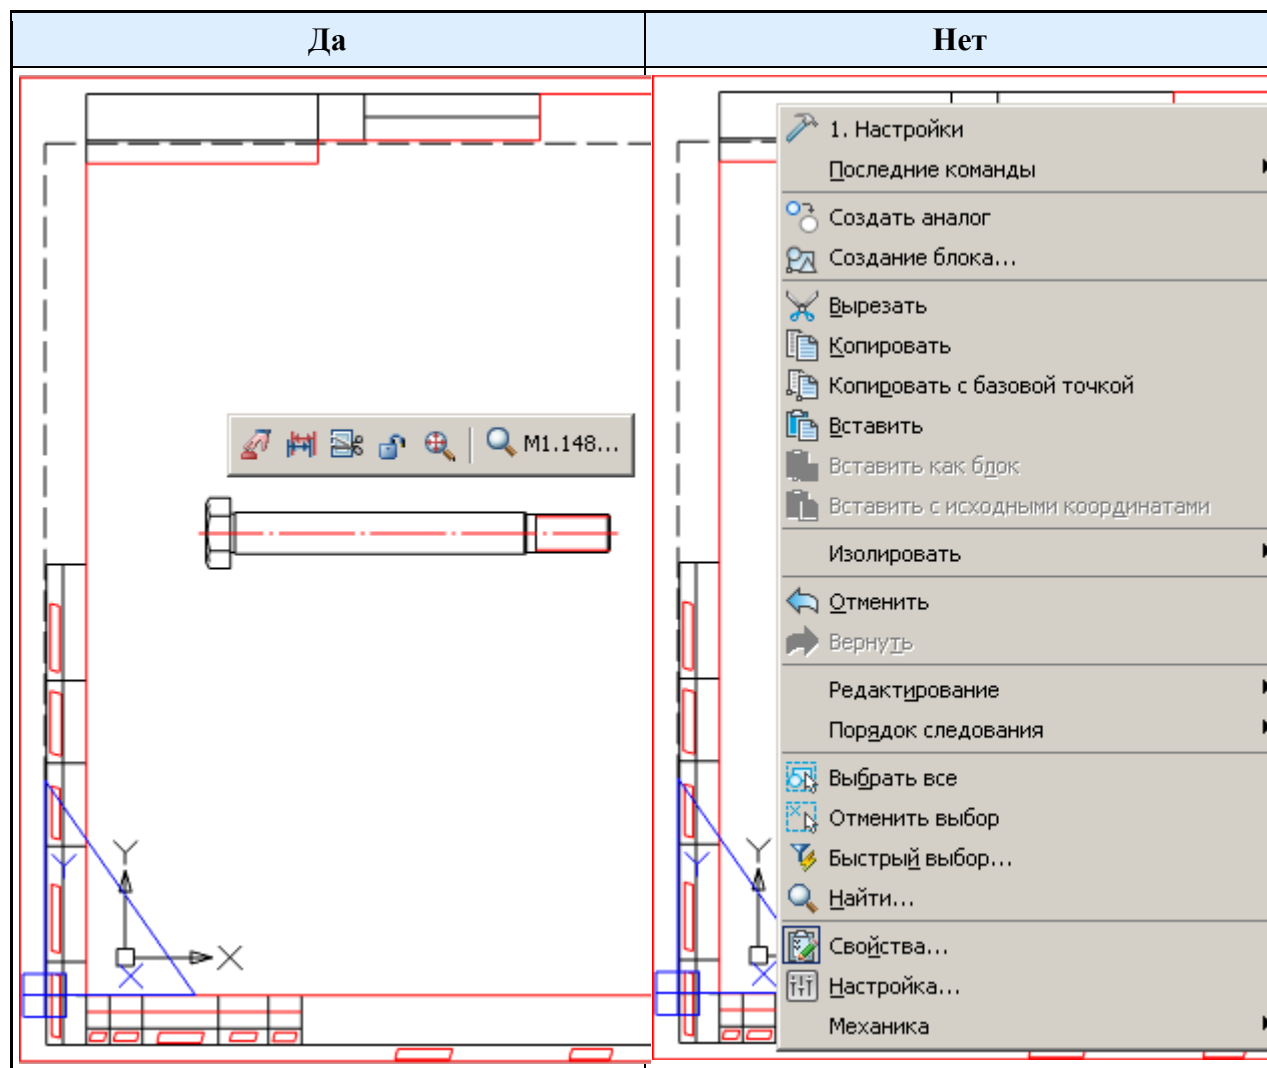 Да
Нет
М1.148...
Y
X
Y
X
1. Настройки
Последние команды
Создать аналог
Создание блока...
Вырезать
Копировать
Копировать с базовой точкой
Вставить
Вставить как блок
Вставить с исходными координатами
Изолировать
Отменить
Вернуть
Редактирование
Порядок следования
Выбрать все
Отменить выбор
Быстрый выбор...
Найти...
Свойства...
Настройка...
Механика
Y
Y
X